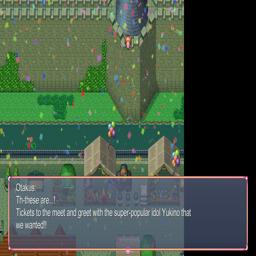 Otakus:
Th-these are...!
Tickets to the meet and greet with the super-popular idol Yukino that
we wanted!!